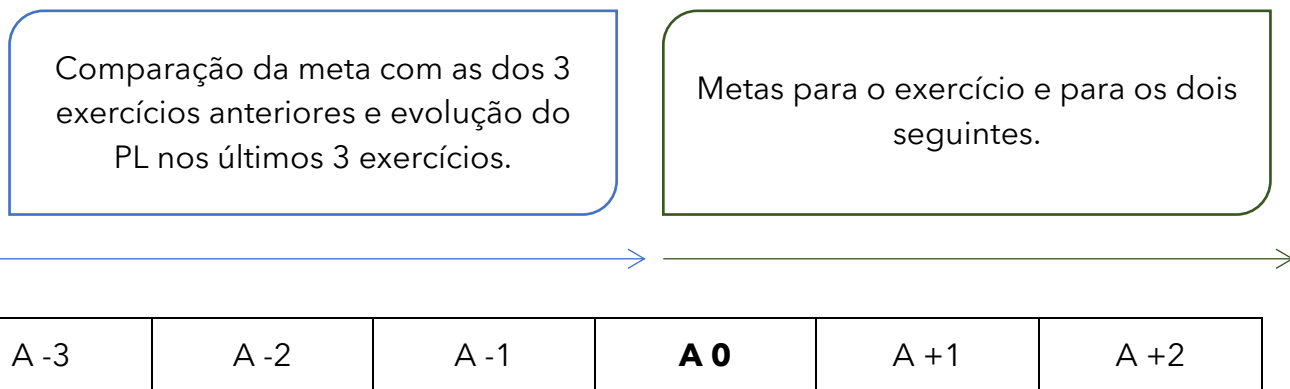 Comparação da meta com as dos 3
exercícios anteriores e evolução do
PL nos últimos 3 exercícios.
Metas para o exercício e para os dois
seguintes.
A -3 A -2 A -1 A 0 A +1 A +2